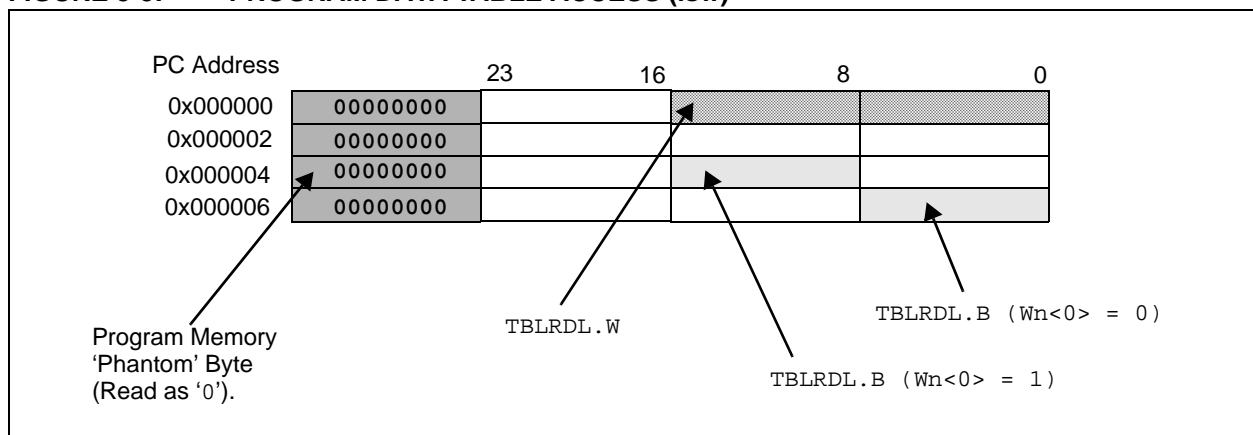 PC Address
23 16 8 0
0x000000 00000000
0x000002 00000000
0x000004 00000000
0x000006 00000000
TBLRDL.B (Wn<0> = 0)
TBLRDL.W
Program Memory
‘Phantom’ Byte
(Read as ‘0’).
TBLRDL.B (Wn<0> = 1)